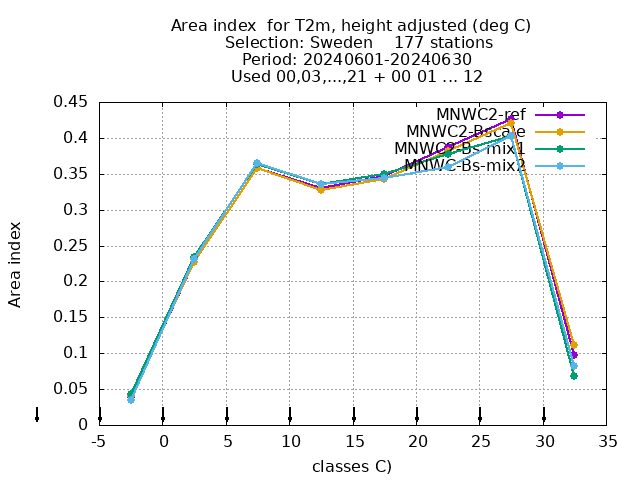 Area index  for T2m, height adjusted (deg C)
Selection: Sweden    177 stations
Period: 20240601-20240630
Used 00,03,...,21 + 00 01 ... 12
MNWC2-ref
MNWC2-Bscale
MNWC2-Bs-mix1
MNWC-Bs-mix2
Area index
0.45
0.4
0.35
0.3
0.25
0.2
0.15
0.1
0.05
0
-5 0 5 10 15 20 25 30 35
classes C)